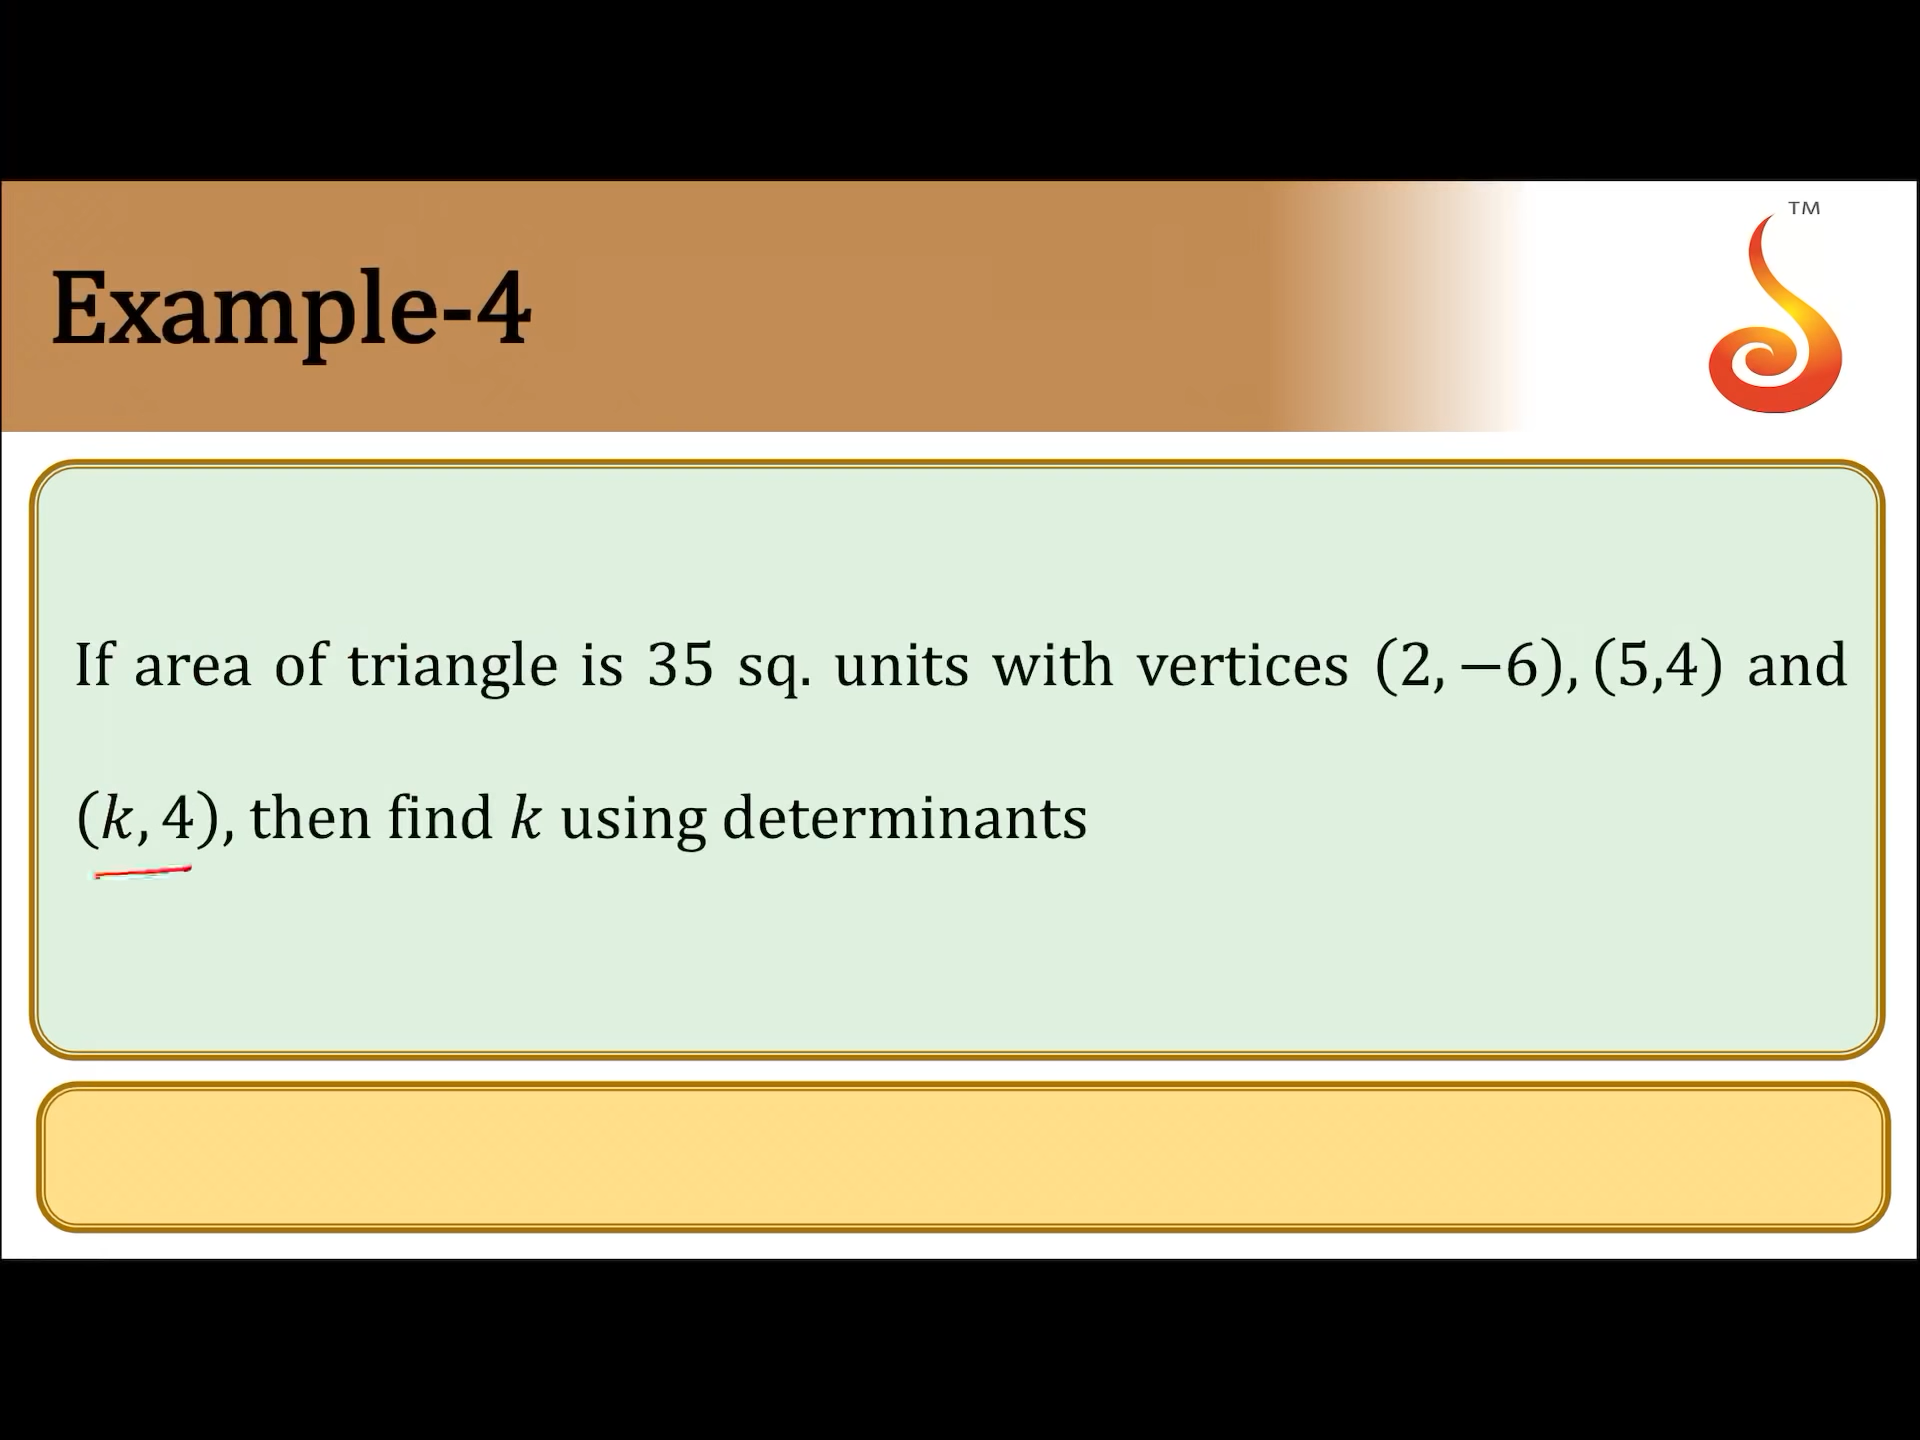 TM
Example-4
If area of triangle is 35 sq. units with vertices (2, −6), (5,4) and
(k, 4), then find k using determinants